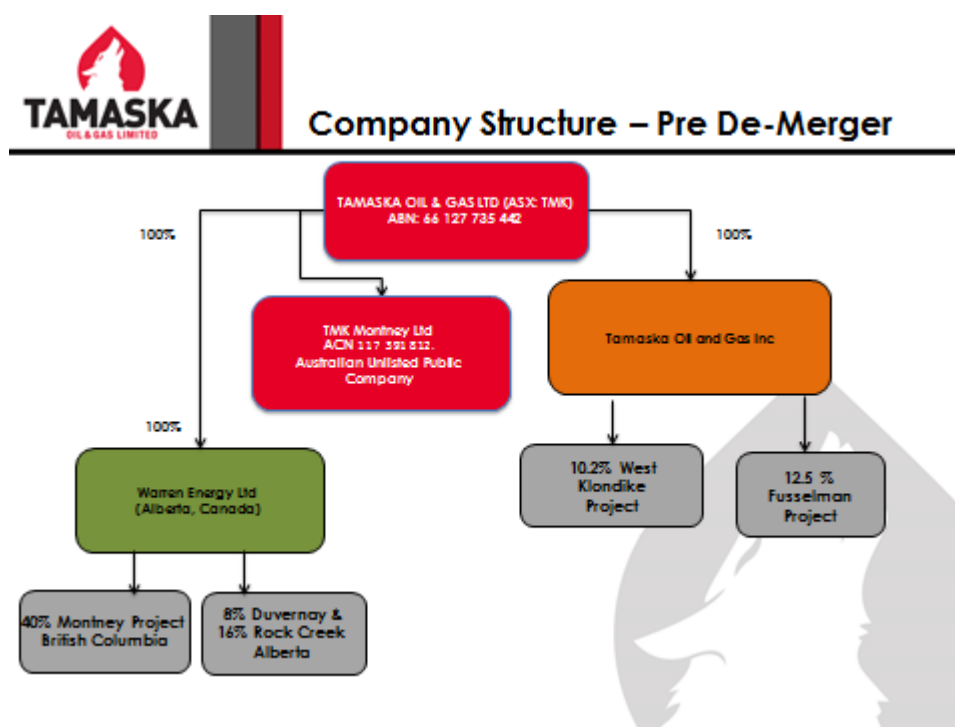 TAMASKA
OIL & GAS LIMITED
Company Structure – Pre De-Merger
TAMASKA OIL & GAS LTD (ASX: TMK)
ABN: 66 127 735 442
100%
100%
TMK Montney Ltd
ACN 117 391 812.
Australian Unlisted Public
Company
Tamaska Oil and Gas Inc
100%
Warren Energy Ltd
(Alberta, Canada)
10.2% West
Klondike
Project
12.5 %
Fusselman
Project
40% Montney Project
British Columbia
8% Duvernay &
16% Rock Creek
Alberta